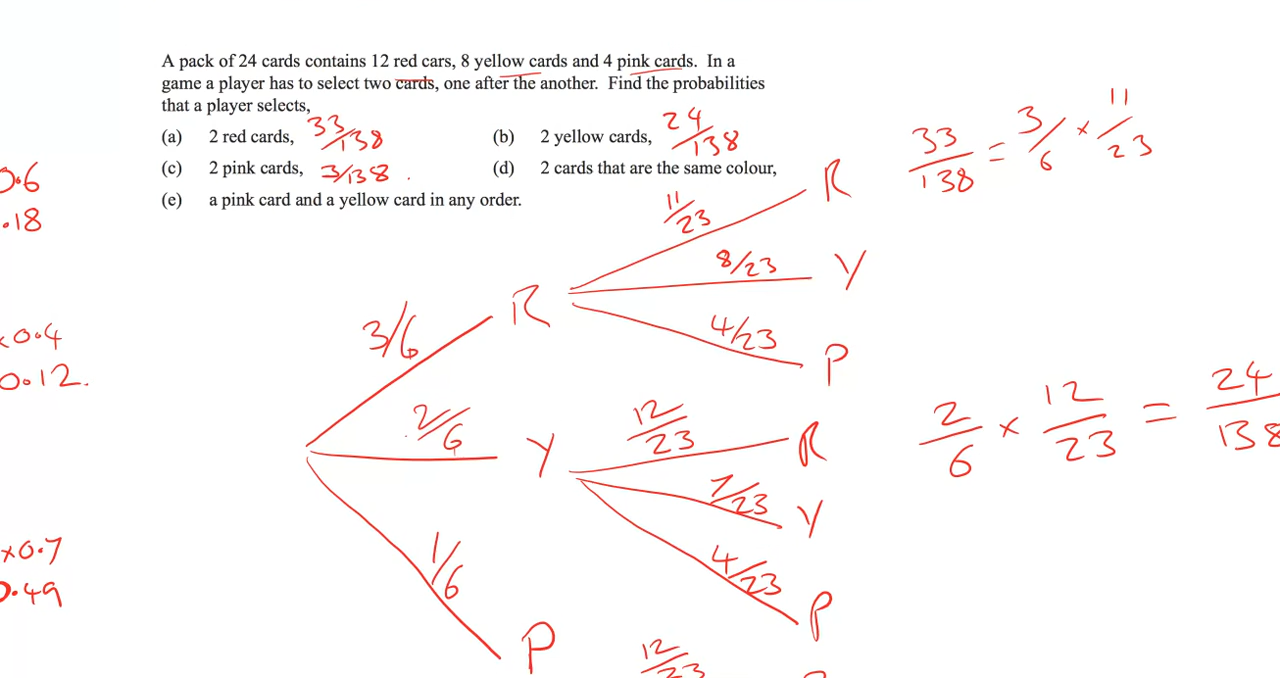 A pack of 24 cards contains 12 red cars, 8 yellow cards and 4 pink cards. In a
game a player has to select two cards, one after the another. Find the probabilities
that a player selects,
(a) 2 red cards, 33/138 (b) 2 yellow cards, 24/138
(c) 2 pink cards, 3/138. (d) 2 cards that are the same colour,
(e) a pink card and a yellow card in any order.
33/138 = 3/6 × 11/23
0.6
.18
11/23 R
8/23 Y
3/6 R
4/23 P
×0.4
0.12.
2/6 Y
12/23 R
2/6 × 12/23 = 24/138
7/23 Y
4/23 P
×0.7
0.49
1/6 P
12/23